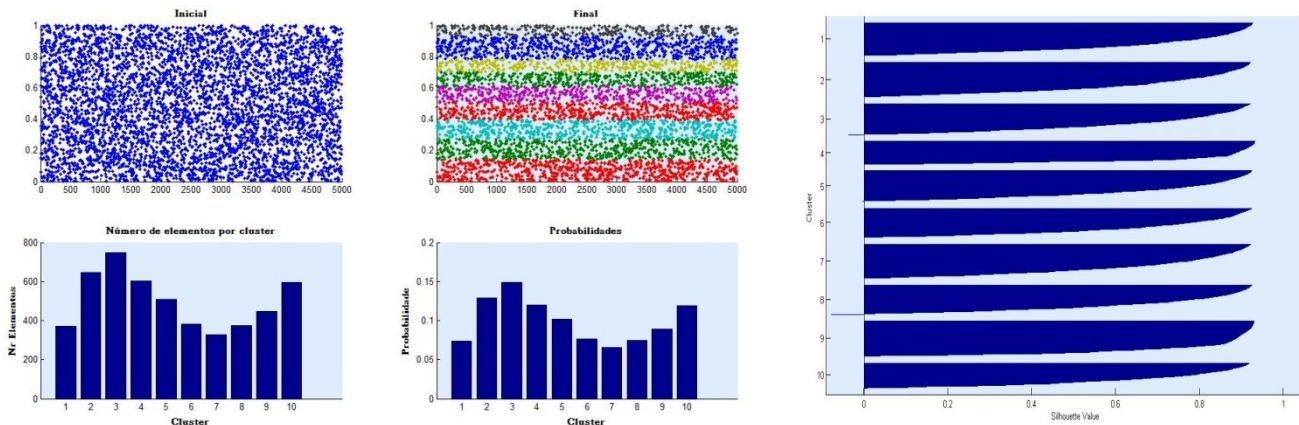 Inicial
1
0.8
0.6
0.4
0.2
0
0 500 1000 1500 2000 2500 3000 3500 4000 4500 5000
Final
1
0.8
0.6
0.4
0.2
0
0 500 1000 1500 2000 2500 3000 3500 4000 4500 5000
Número de elementos por cluster
Nr Elementos
800
600
400
200
0
1 2 3 4 5 6 7 8 9 10
Cluster
Probabilidades
Probabilidade
0.2
0.15
0.1
0.05
0
1 2 3 4 5 6 7 8 9 10
Cluster
Cluster
1
2
3
4
5
6
7
8
9
10
0 0.2 0.4 0.6 0.8 1
Silhouette Value